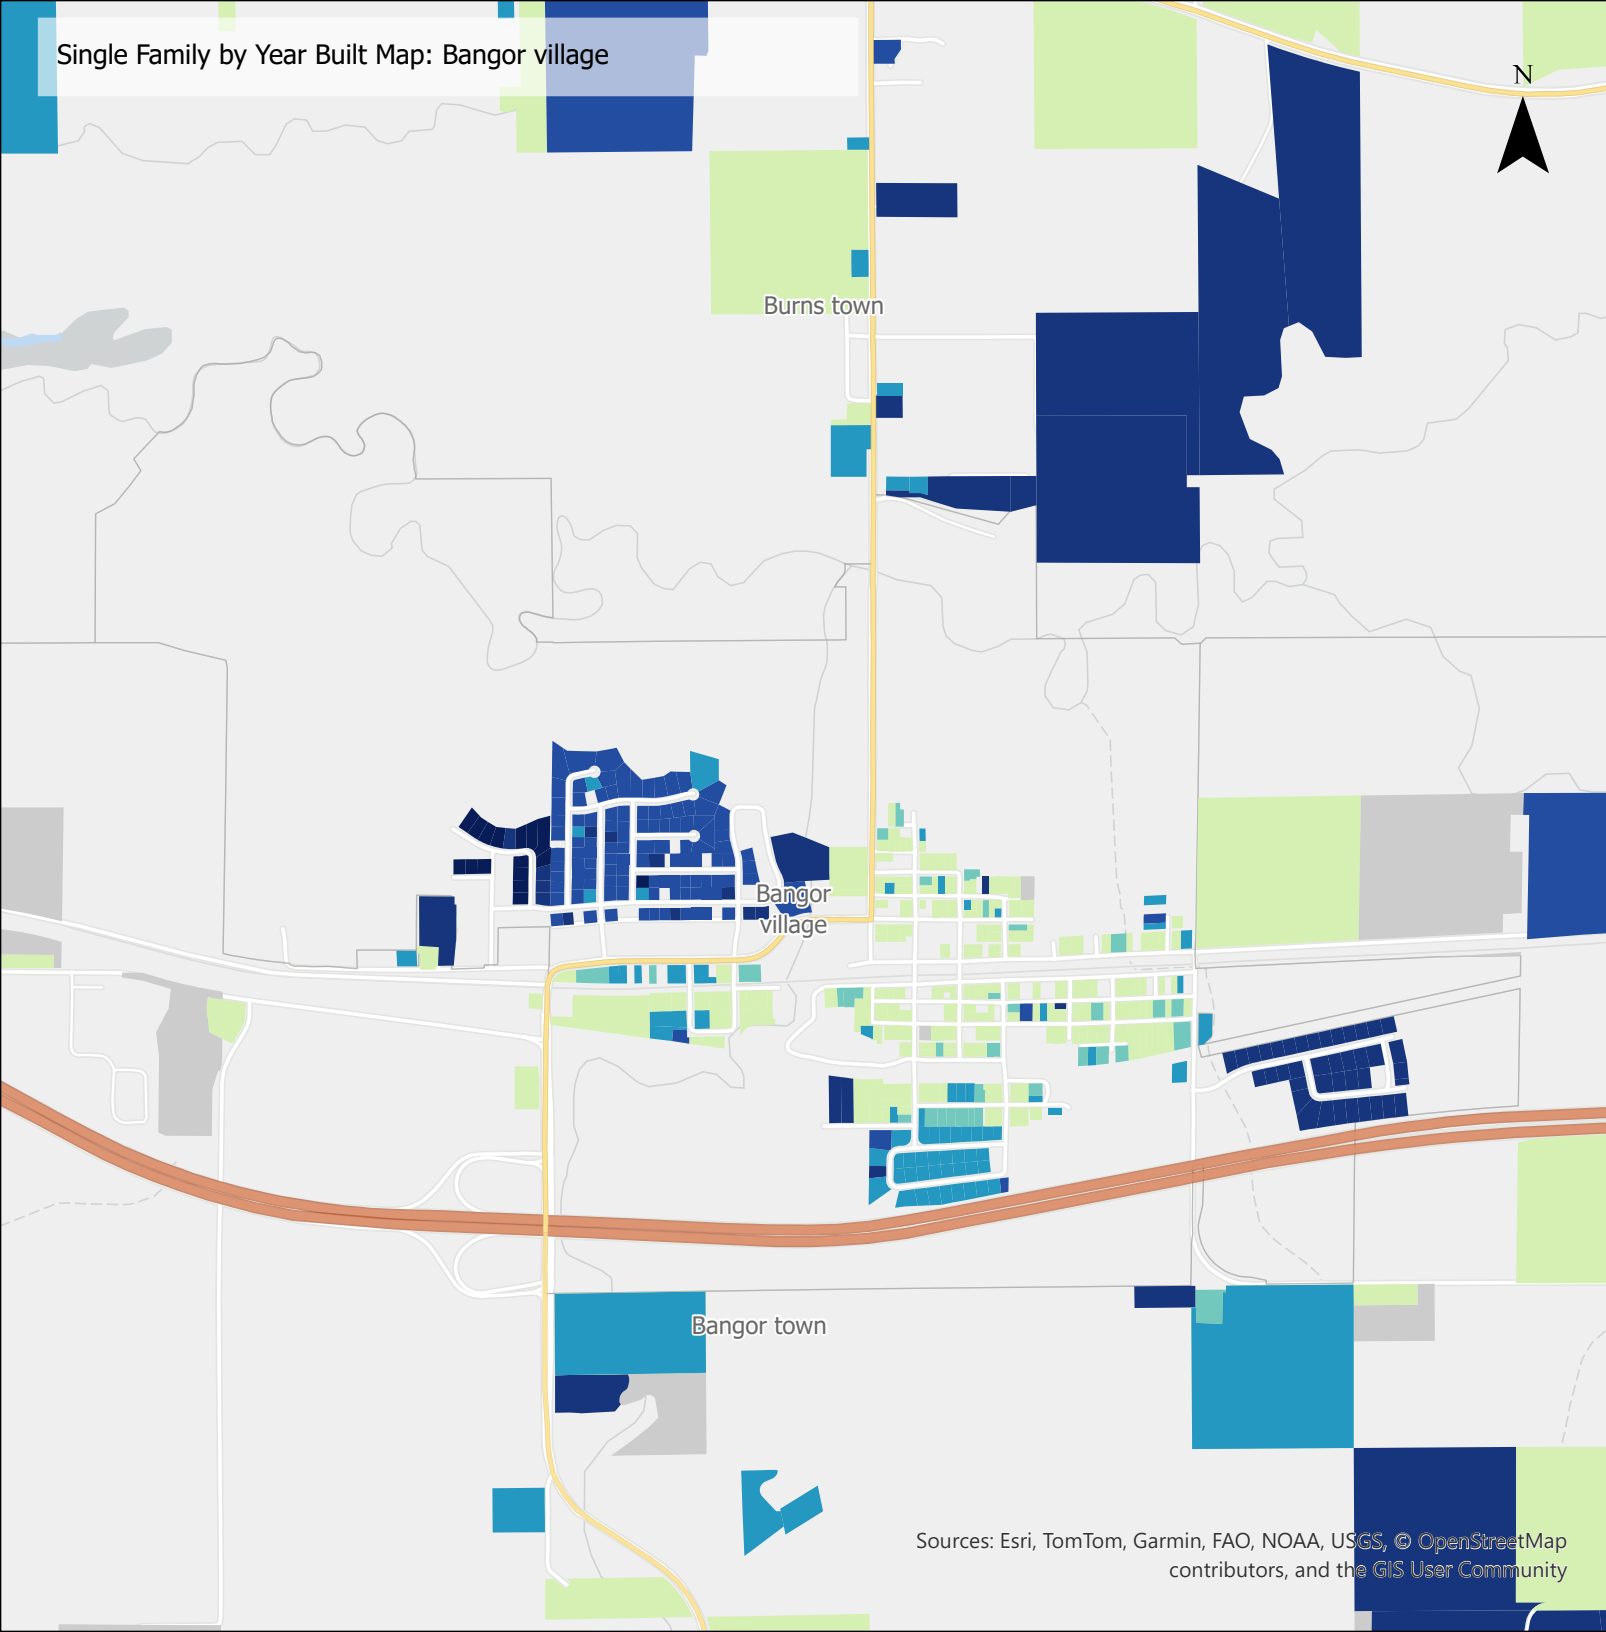 Single Family by Year Built Map: Bangor village
N
Burns town
Bangor
village
Bangor town
Sources: Esri, TomTom, Garmin, FAO, NOAA, USGS, © OpenStreetMap
contributors, and the GIS User Community